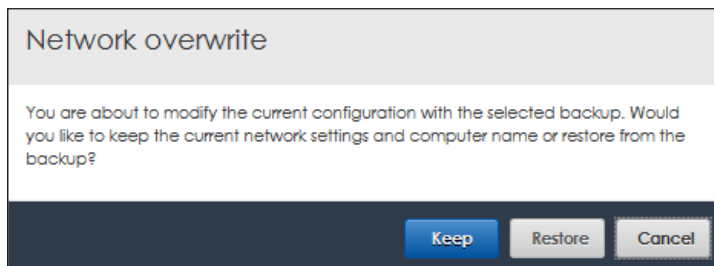 Network overwrite
You are about to modify the current configuration with the selected backup. Would
you like to keep the current network settings and computer name or restore from the
backup?
Keep Restore Cancel